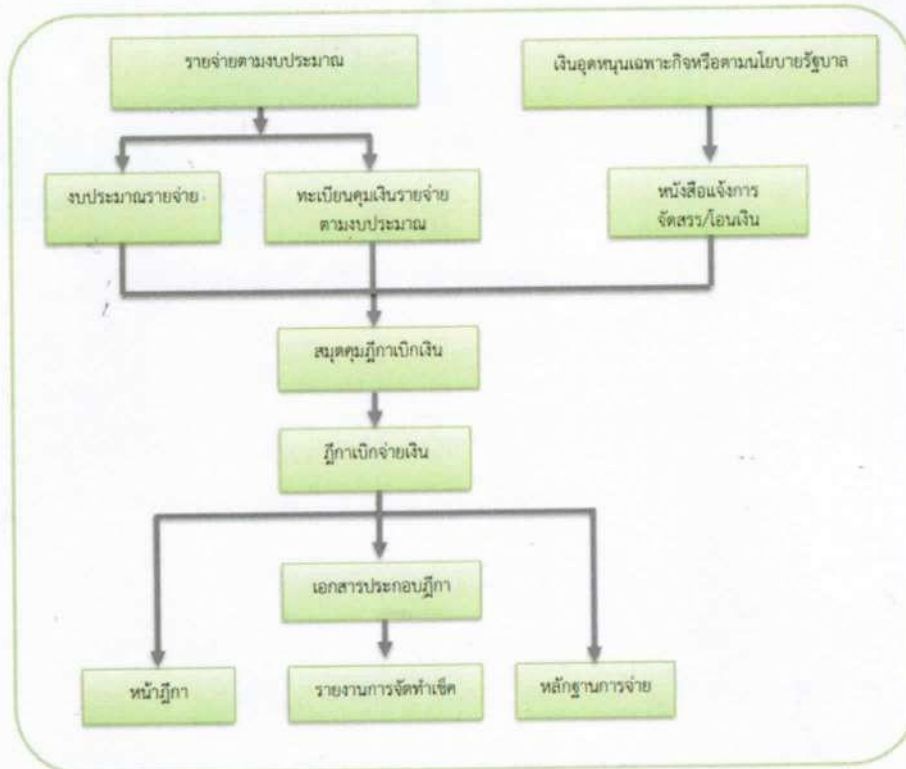 รายจ่ายตามงบประมาณ
เงินอุดหนุนเฉพาะกิจหรือตามนโยบายรัฐบาล
งบประมาณรายจ่าย
ทะเบียนคุมเงินรายจ่าย
ตามงบประมาณ
หนังสือแจ้งการ
จัดสรร/โอนเงิน
สมุดคุมฎีกาเบิกเงิน
ฎีกาเบิกจ่ายเงิน
เอกสารประกอบฎีกา
หน้าฎีกา
รายงานการจัดทำเช็ค
หลักฐานการจ่าย